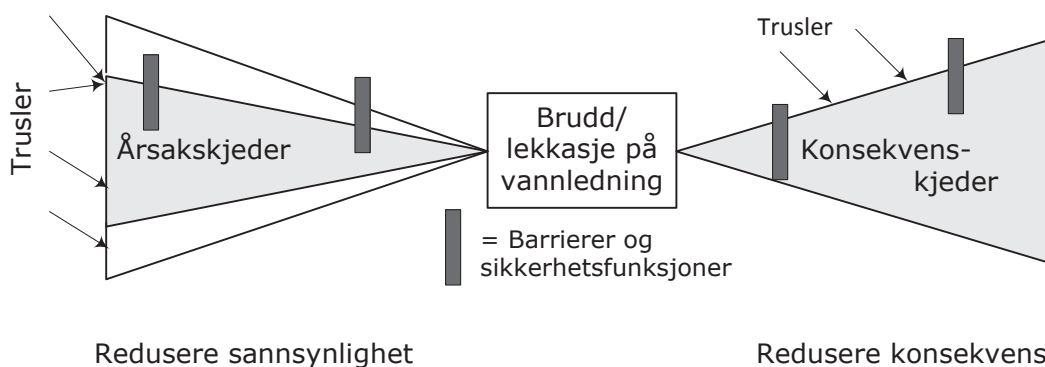 Trusler
Årsakskjeder
Brudd/
lekkasje på
vannledning
Trusler
Konsekvens-
kjeder
= Barrierer og
sikkerhetsfunksjoner
Redusere sannsynlighet
Redusere konsekvens